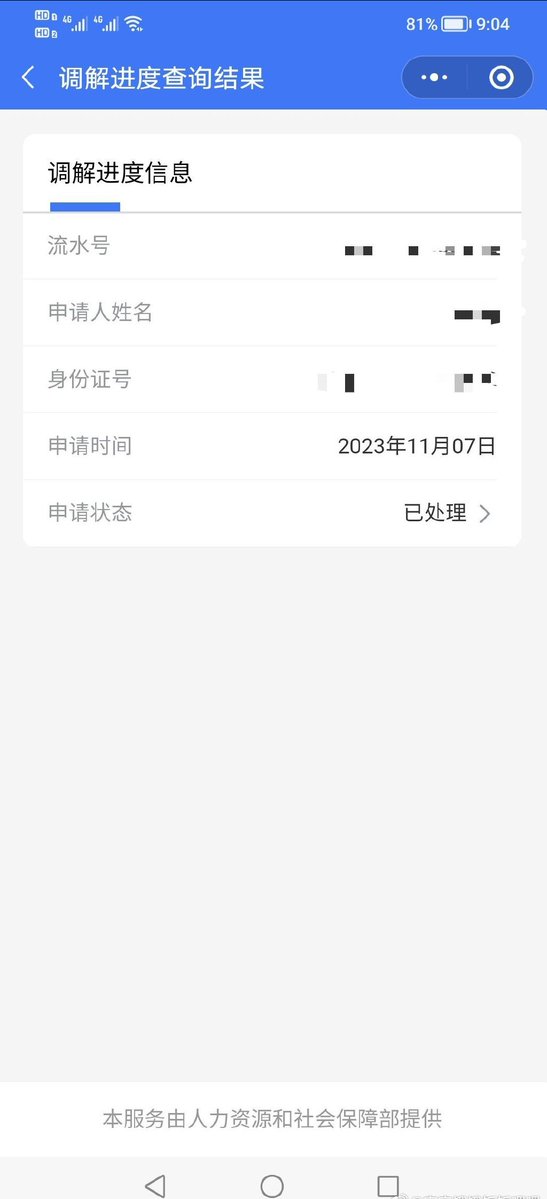 HD 1 4G 4G 81% 9:04
HD 2
调解进度查询结果
调解进度信息
流水号
申请人姓名
身份证号
申请时间 2023年11月07日
申请状态 已处理
本服务由人力资源和社会保障部提供